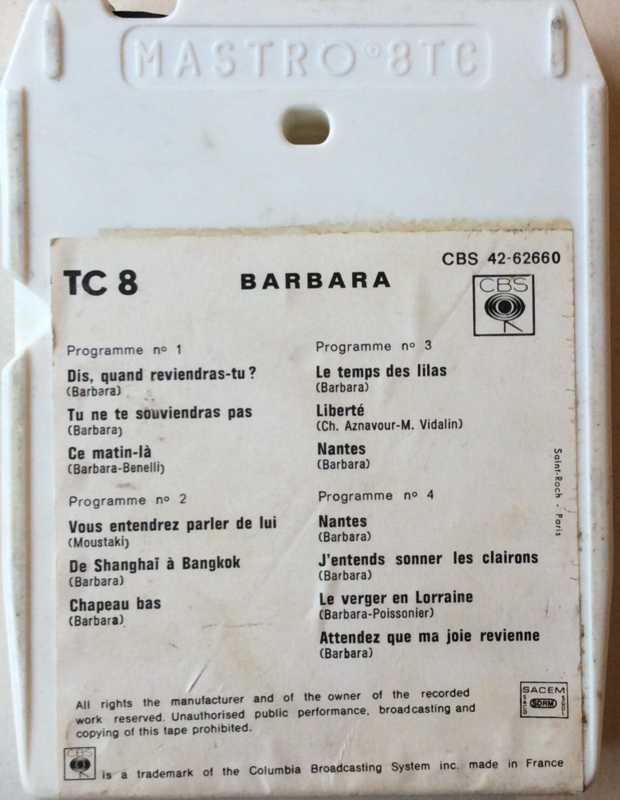 MASTRO® 8TC
TC 8
BARBARA
CBS 42-62660
CBS
Programme nº 1
Dis, quand reviendras-tu ?
(Barbara)
Tu ne te souviendras pas
(Barbara)
Ce matin-là
(Barbara-Benelli)
Programme nº 2
Vous entendrez parler de lui
(Moustaki)
De Shanghaï à Bangkok
(Barbara)
Chapeau bas
(Barbara)
Programme nº 3
Le temps des lilas
(Barbara)
Liberté
(Ch. Aznavour-M. Vidalin)
Nantes
(Barbara)
Programme nº 4
Nantes
(Barbara)
J'entends sonner les clairons
(Barbara)
Le verger en Lorraine
(Barbara-Poissonier)
Attendez que ma joie revienne
(Barbara)
Saint-Roch - Paris
All rights the manufacturer and of the owner of the recorded
work reserved. Unauthorised public performance, broadcasting and
copying of this tape prohibited.
SACEM
SACD
SDRM
SGDL
CBS
is a trademark of the Columbia Broadcasting System inc. made in France